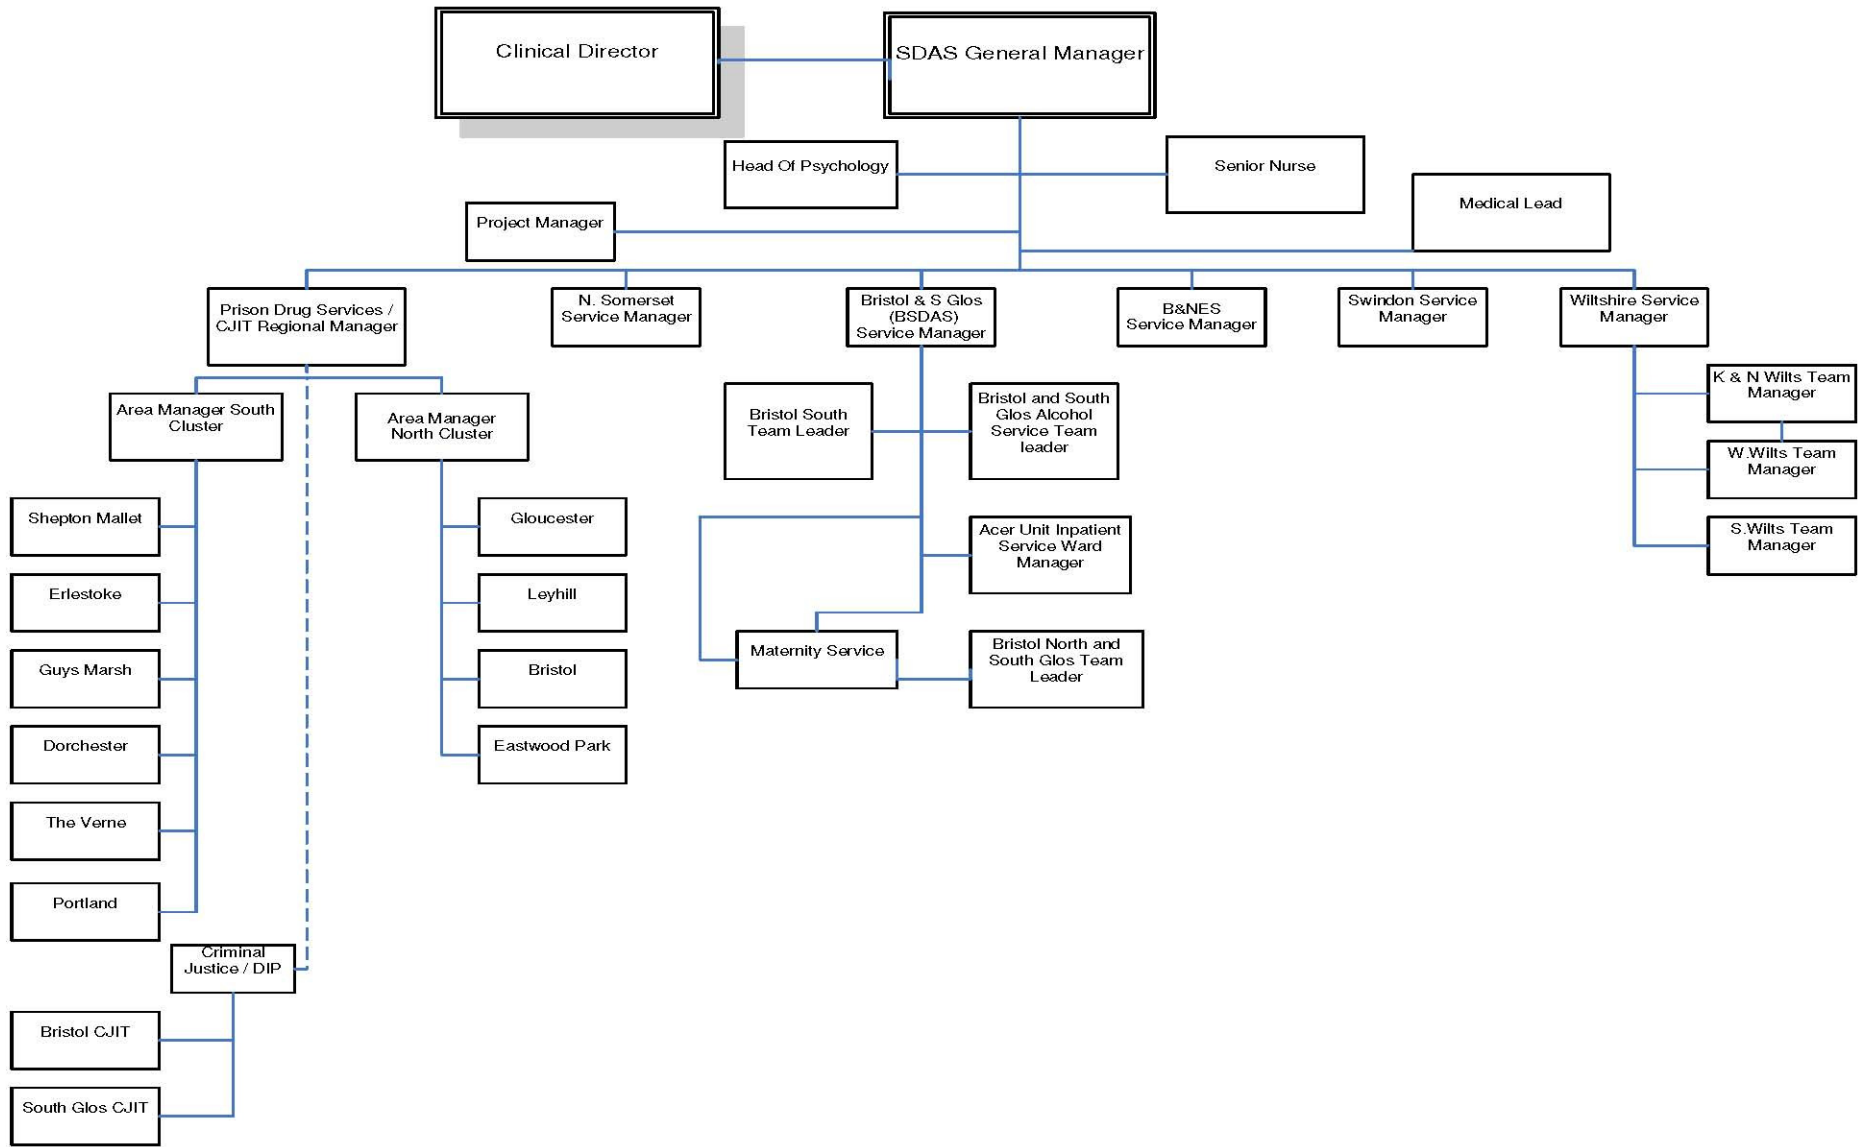 Clinical Director
SDAS General Manager
Head Of Psychology
Senior Nurse
Medical Lead
Project Manager
Prison Drug Services /
CJIT Regional Manager
N. Somerset
Service Manager
Bristol & S Glos
(BSDAS)
Service Manager
B&NES
Service Manager
Swindon Service
Manager
Wiltshire Service
Manager
Area Manager South
Cluster
Area Manager
North Cluster
Bristol South
Team Leader
Bristol and South
Glos Alcohol
Service Team
leader
K & N Wilts Team
Manager
W.Wilts Team
Manager
S.Wilts Team
Manager
Shepton Mallet
Erlestoke
Guys Marsh
Dorchester
The Verne
Portland
Gloucester
Leyhill
Bristol
Eastwood Park
Acer Unit Inpatient
Service Ward
Manager
Maternity Service
Bristol North and
South Glos Team
Leader
Criminal
Justice / DIP
Bristol CJIT
South Glos CJIT